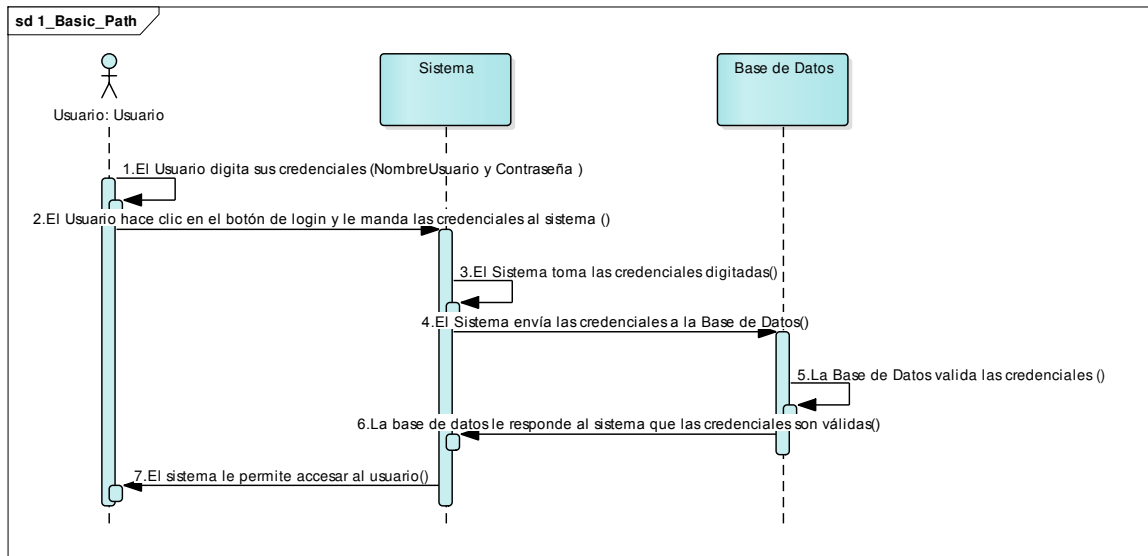 sd 1_Basic_Path
Sistema
Base de Datos
Usuario: Usuario
1.El Usuario digita sus credenciales (NombreUsuario y Contraseña )
2.El Usuario hace clic en el botón de login y le manda las credenciales al sistema ()
3.El Sistema toma las credenciales digitadas()
4.El Sistema envía las credenciales a la Base de Datos()
5.La Base de Datos valida las credenciales ()
6.La base de datos le responde al sistema que las credenciales son válidas()
7.El sistema le permite accesar al usuario()